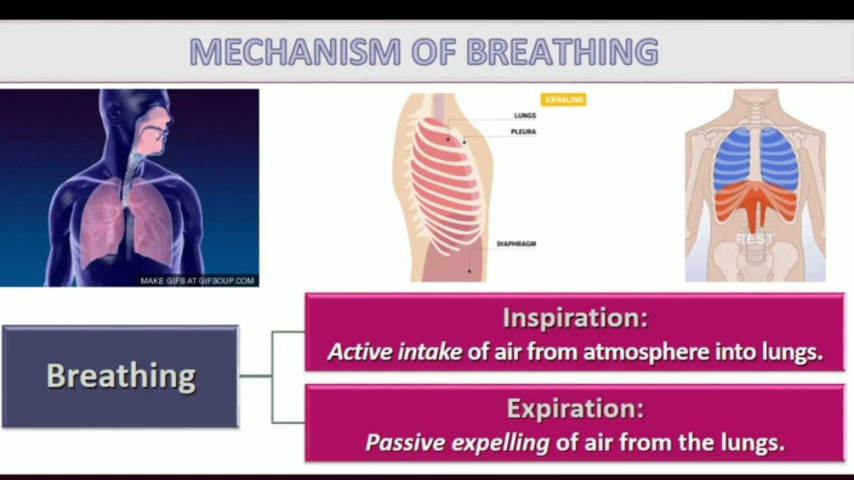 MECHANISM OF BREATHING
EXHALING
LUNGS
PLEURA
DIAPHRAGM
REST
MAKE GIFS AT GIFSOUP.COM
Breathing
Inspiration:
Active intake of air from atmosphere into lungs.
Expiration:
Passive expelling of air from the lungs.